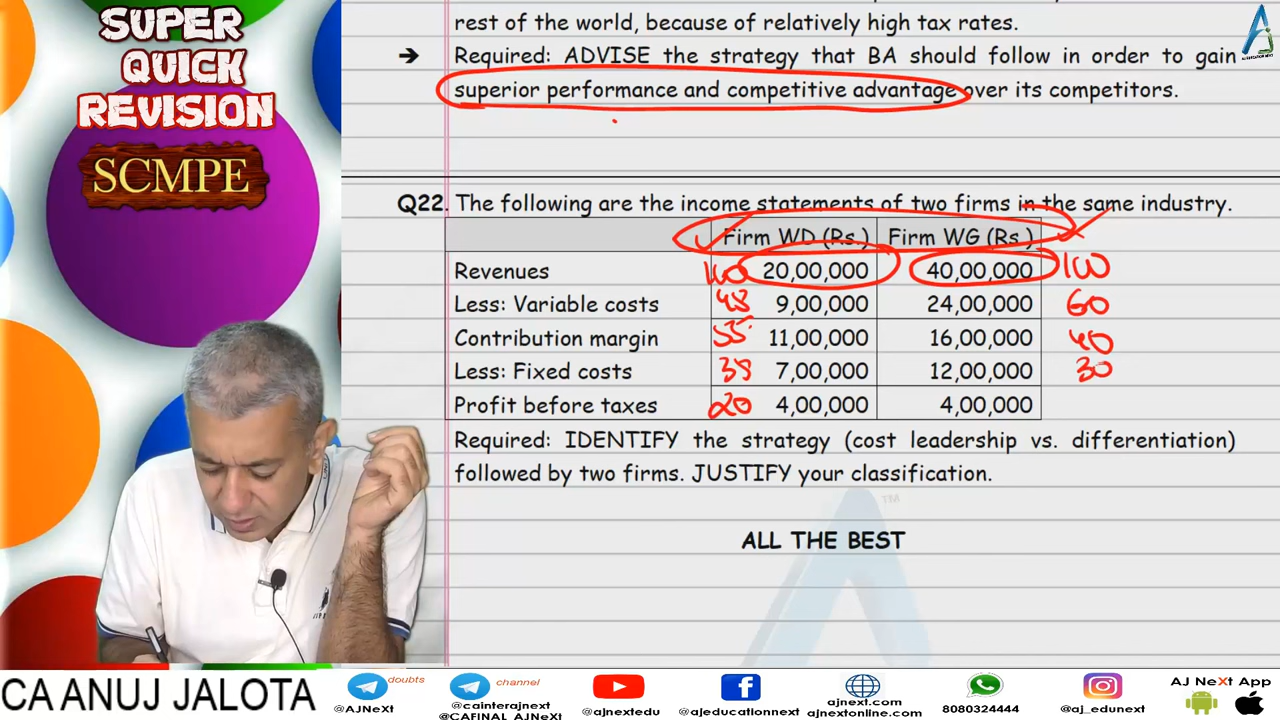 SUPER
QUICK
REVISION
SCMPE
rest of the world, because of relatively high tax rates.
➔ Required: ADVISE the strategy that BA should follow in order to gain
superior performance and competitive advantage over its competitors.
Q22. The following are the income statements of two firms in the same industry.
Firm WD (Rs.) Firm WG (Rs.)
Revenues 100 20,00,000 40,00,000 100
Less: Variable costs 45 9,00,000 24,00,000 60
Contribution margin 55 11,00,000 16,00,000 40
Less: Fixed costs 35 7,00,000 12,00,000 30
Profit before taxes 20 4,00,000 4,00,000
Required: IDENTIFY the strategy (cost leadership vs. differentiation)
followed by two firms. JUSTIFY your classification.
ALL THE BEST
CA ANUJ JALOTA
doubts
@AJNeXt
channel
@cainterajnext
@CAFINAL_AJNeXt
@ajnextedu
@ajeducationnext
ajnext.com
ajnextonline.com
8080324444
@aj_edunext
AJ NeXt App